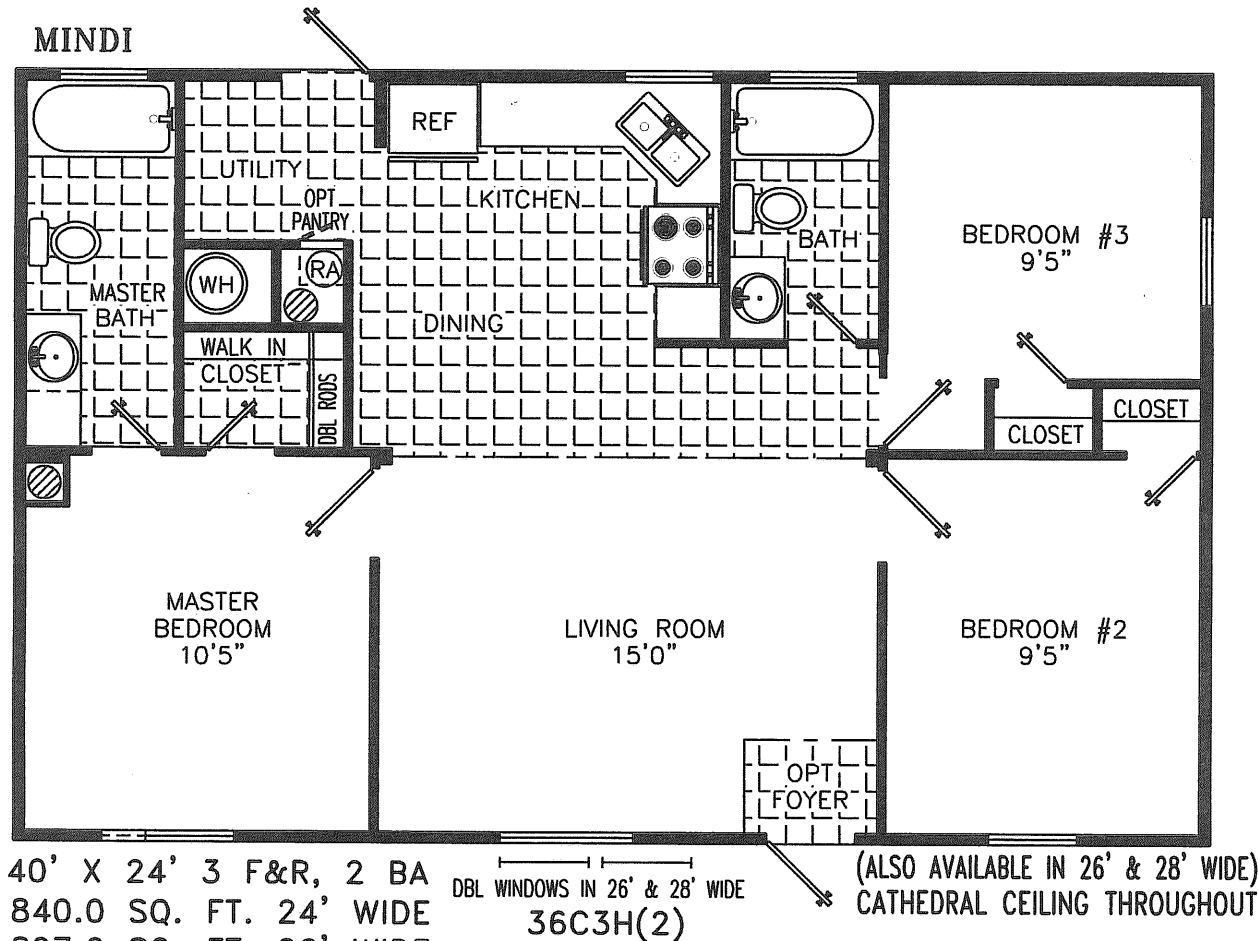 MINDI
REF
UTILITY
OPT
PANTRY
KITCHEN
BATH
BEDROOM #3
9'5"
WH
RA
MASTER
BATH
DINING
WALK IN
CLOSET
DBL RODS
CLOSET
CLOSET
MASTER
BEDROOM
10'5"
LIVING ROOM
15'0"
BEDROOM #2
9'5"
OPT
FOYER
40' X 24' 3 F&R, 2 BA
840.0 SQ. FT. 24' WIDE
DBL WINDOWS IN 26' & 28' WIDE
36C3H(2)
(ALSO AVAILABLE IN 26' & 28' WIDE)
CATHEDRAL CEILING THROUGHOUT